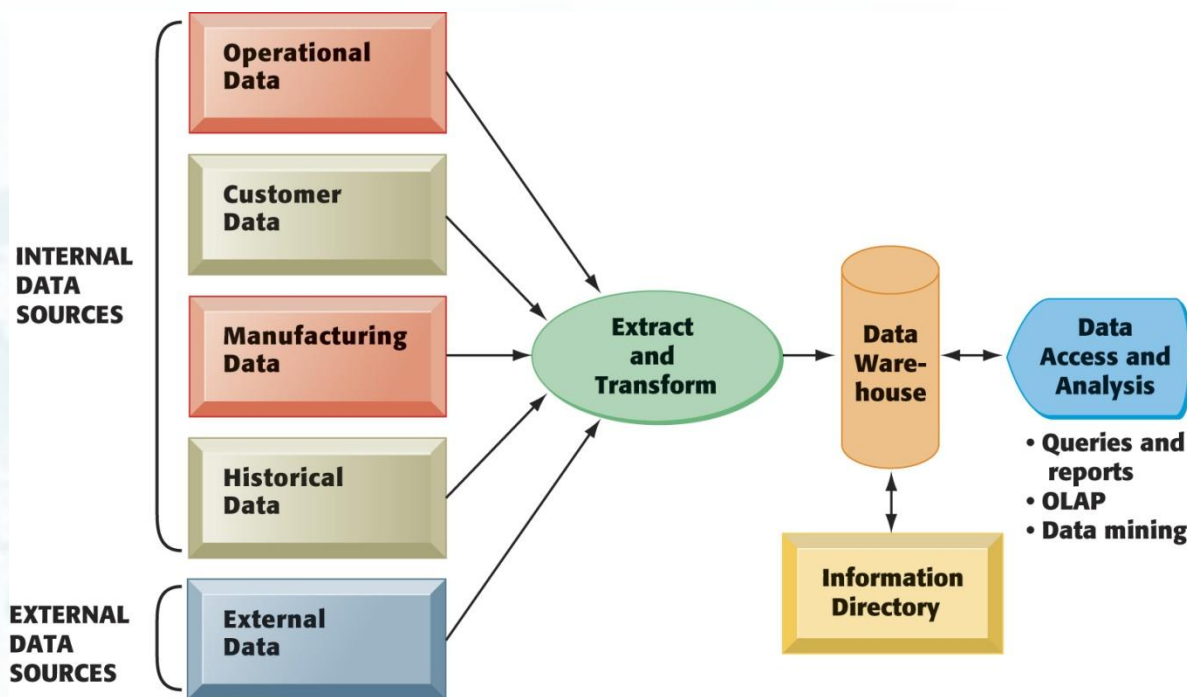 INTERNAL
DATA
SOURCES
Operational
Data
Customer
Data
Manufacturing
Data
Historical
Data
EXTERNAL
DATA
SOURCES
External
Data
Extract
and
Transform
Data
Ware-
house
Data
Access and
Analysis
• Queries and
reports
• OLAP
• Data mining
Information
Directory